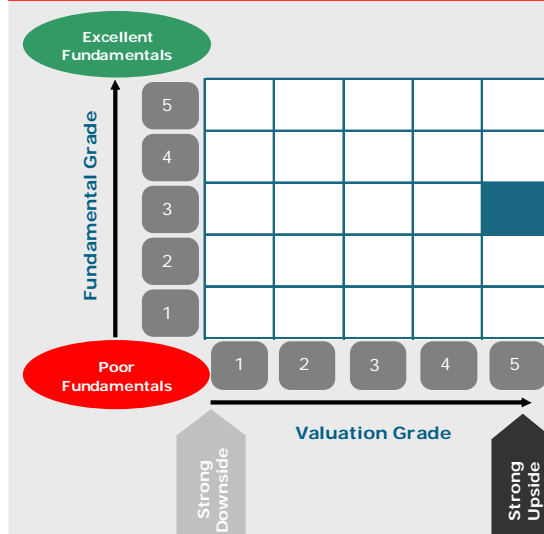 Excellent
Fundamentals
Fundamental Grade
5
4
3
2
1
Poor
Fundamentals
1
2
3
4
5
Valuation Grade
Strong
Downside
Strong
Upside